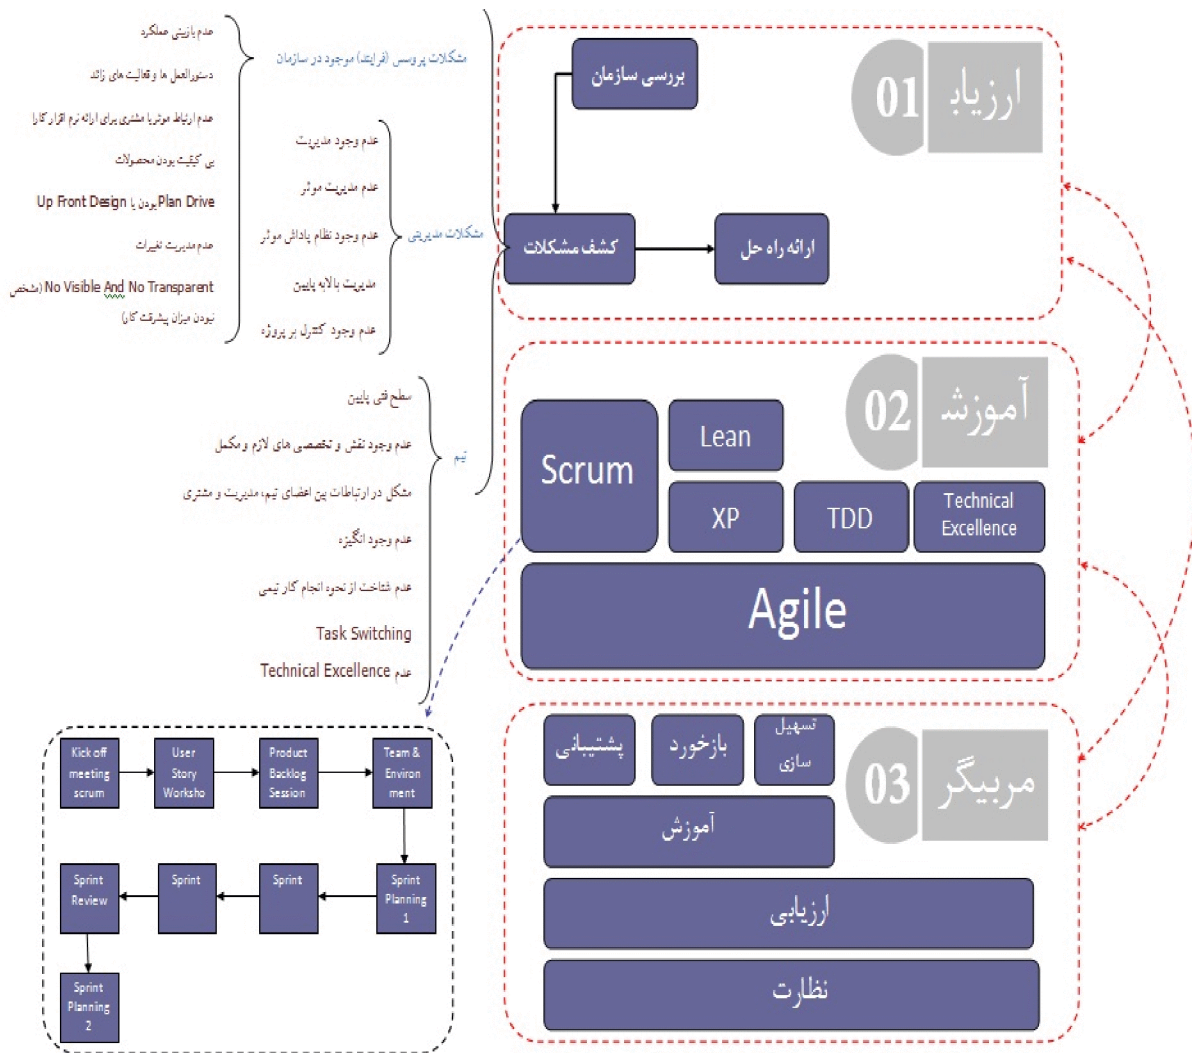 ارزیاب
01
بررسی سازمان
کشف مشکلات
ارائه راه حل
مشکلات پروسس (فرایند) موجود در سازمان
عدم بازبینی عملکرد
دستورالعمل ها و فعالیت های زائد
عدم ارتباط موثر با مشتری برای ارائه نرم افزار کارا
بی کیفیت بودن محصولات
Plan Drive بودن یا Up Front Design
عدم مدیریت تغییرات
No Visible And No Transparent (مشخص
نبودن میزان پیشرفت کار)
مشکلات مدیریتی
عدم وجود مدیریت
عدم مدیریت موثر
عدم وجود نظام پاداش موثر
مدیریت بالا به پایین
عدم وجود کنترل بر پروژه
تیم
سطح فنی پایین
عدم وجود نقش و تخصصی های لازم و مکمل
مشکل در ارتباطات بین اعضای تیم، مدیریت و مشتری
عدم وجود انگیزه
عدم شناخت از نحوه انجام کار تیمی
Task Switching
عدم Technical Excellence
آموزش
02
Scrum
Lean
XP
TDD
Technical
Excellence
Agile
مربیگر
03
تسهیل
سازی
بازخورد
پشتیبانی
آموزش
ارزیابی
نظارت
Kick off
meeting
scrum
User
Story
Worksho
Product
Backlog
Session
Team &
Environ
ment
Sprint
Planning
1
Sprint
Sprint
Sprint
Review
Sprint
Planning
2